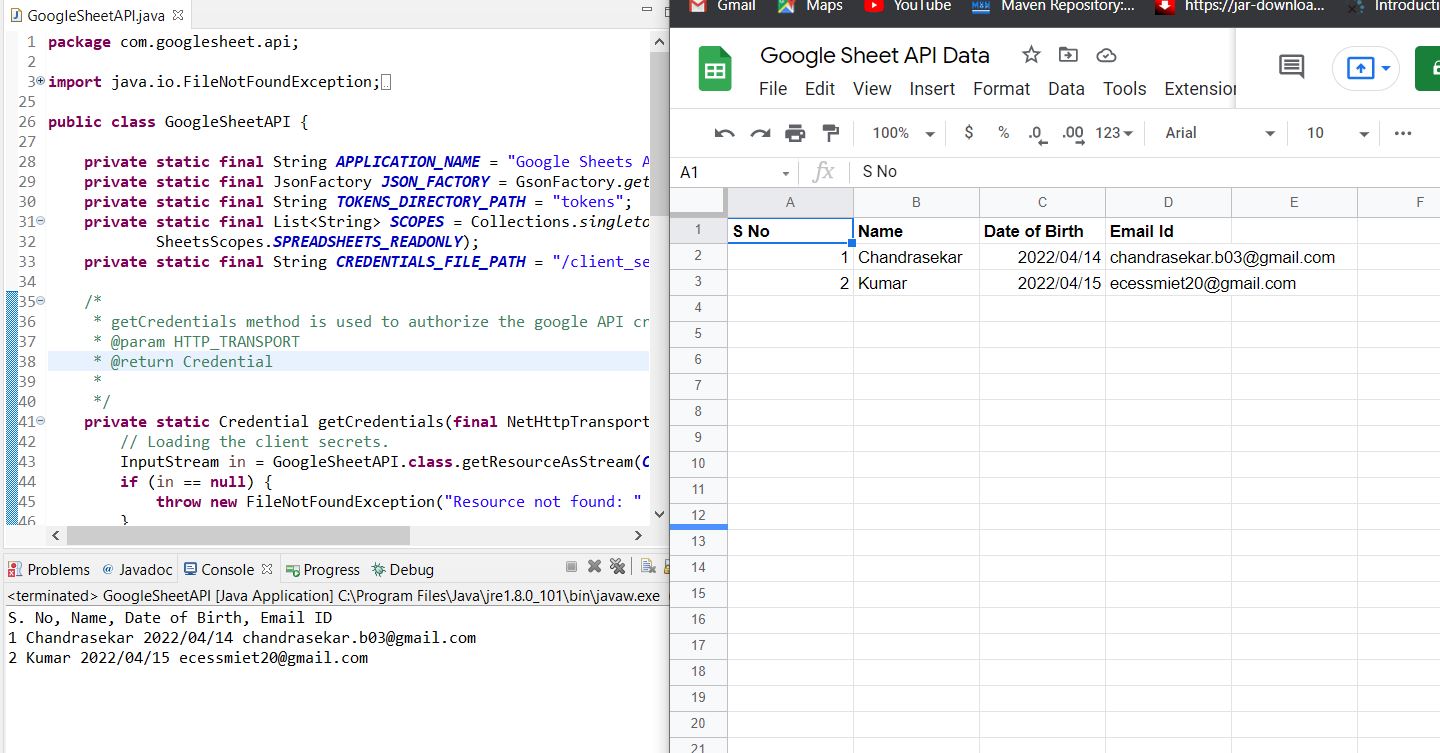 GoogleSheetAPI.java
1 package com.googlesheet.api;
2
3 import java.io.FileNotFoundException;
25
26 public class GoogleSheetAPI {
27
28 private static final String APPLICATION_NAME = "Google Sheets A
29 private static final JsonFactory JSON_FACTORY = GsonFactory.get
30 private static final String TOKENS_DIRECTORY_PATH = "tokens";
31 private static final List<String> SCOPES = Collections.singleto
32 SheetsScopes.SPREADSHEETS_READONLY);
33 private static final String CREDENTIALS_FILE_PATH = "/client_se
34
35 /*
36 * getCredentials method is used to authorize the google API cr
37 * @param HTTP_TRANSPORT
38 * @return Credential
39 *
40 */
41 private static Credential getCredentials(final NetHttpTransport
42 // Loading the client secrets.
43 InputStream in = GoogleSheetAPI.class.getResourceAsStream(C
44 if (in == null) {
45 throw new FileNotFoundException("Resource not found: "
46 }
Problems @ Javadoc Console Progress Debug
<terminated> GoogleSheetAPI [Java Application] C:\Program Files\Java\jre1.8.0_101\bin\javaw.exe
S. No, Name, Date of Birth, Email ID
1 Chandrasekar 2022/04/14 chandrasekar.b03@gmail.com
2 Kumar 2022/04/15 ecessmiet20@gmail.com
Gmail Maps YouTube Maven Repository:... https://jar-downloa... Introducti
Google Sheet API Data
File Edit View Insert Format Data Tools Extension
100% $ % .0 .00 123 Arial 10 ...
A1 fx S No
A B C D E F
1 S No Name Date of Birth Email Id
2 1 Chandrasekar 2022/04/14 chandrasekar.b03@gmail.com
3 2 Kumar 2022/04/15 ecessmiet20@gmail.com
4
5
6
7
8
9
10
11
12
13
14
15
16
17
18
19
20
21